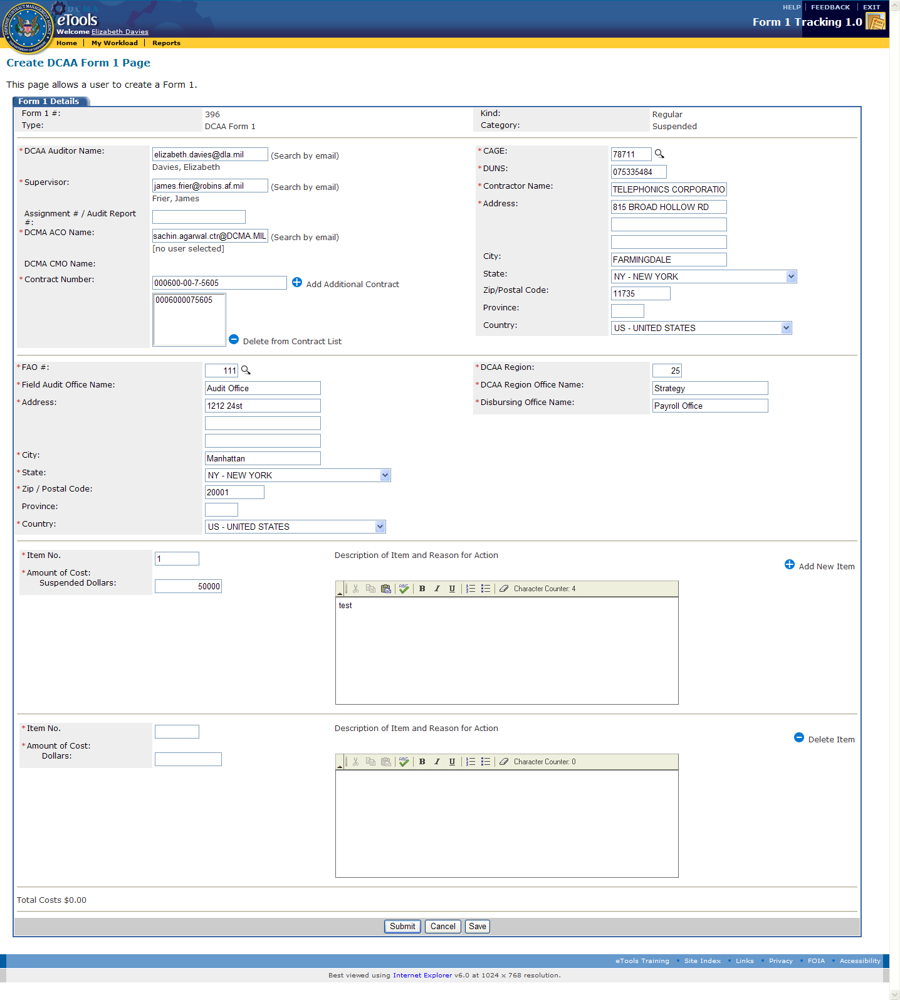 HELP | FEEDBACK | EXIT
DCMA
eTools
Welcome Elizabeth Davies
Form 1 Tracking 1.0
DEFENSE CONTRACT MANAGEMENT AGENCY
DEPARTMENT OF DEFENSE
Home | My Workload | Reports
Create DCAA Form 1 Page
This page allows a user to create a Form 1.
Form 1 Details
Form 1 #: 396 Kind: Regular
Type: DCAA Form 1 Category: Suspended
*DCAA Auditor Name: elizabeth.davies@dla.mil (Search by email)
Davies, Elizabeth
*Supervisor: james.frier@robins.af.mil (Search by email)
Frier, James
Assignment # / Audit Report
#:
*DCMA ACO Name: sachin.agarwal.ctr@DCMA.MIL (Search by email)
[no user selected]
DCMA CMO Name:
*Contract Number: 000600-00-7-5605 Add Additional Contract
0006000075605
Delete from Contract List
*CAGE: 78711
*DUNS: 075335484
*Contractor Name: TELEPHONICS CORPORATIO
*Address: 815 BROAD HOLLOW RD
City: FARMINGDALE
State: NY - NEW YORK
Zip/Postal Code: 11735
Province:
Country: US - UNITED STATES
*FAO #: 111
*Field Audit Office Name: Audit Office
*Address: 1212 24st
*City: Manhattan
*State: NY - NEW YORK
*Zip / Postal Code: 20001
Province:
*Country: US - UNITED STATES
*DCAA Region: 25
*DCAA Region Office Name: Strategy
*Disbursing Office Name: Payroll Office
*Item No. 1 Description of Item and Reason for Action
Add New Item
*Amount of Cost:
Suspended Dollars: 50000
ABC B I U Character Counter: 4
test
*Item No. Description of Item and Reason for Action
Delete Item
*Amount of Cost:
Dollars:
ABC B I U Character Counter: 0
Total Costs $0.00
Submit Cancel Save
eTools Training • Site Index • Links • Privacy • FOIA • Accessibility
Best viewed using Internet Explorer v6.0 at 1024 x 768 resolution.